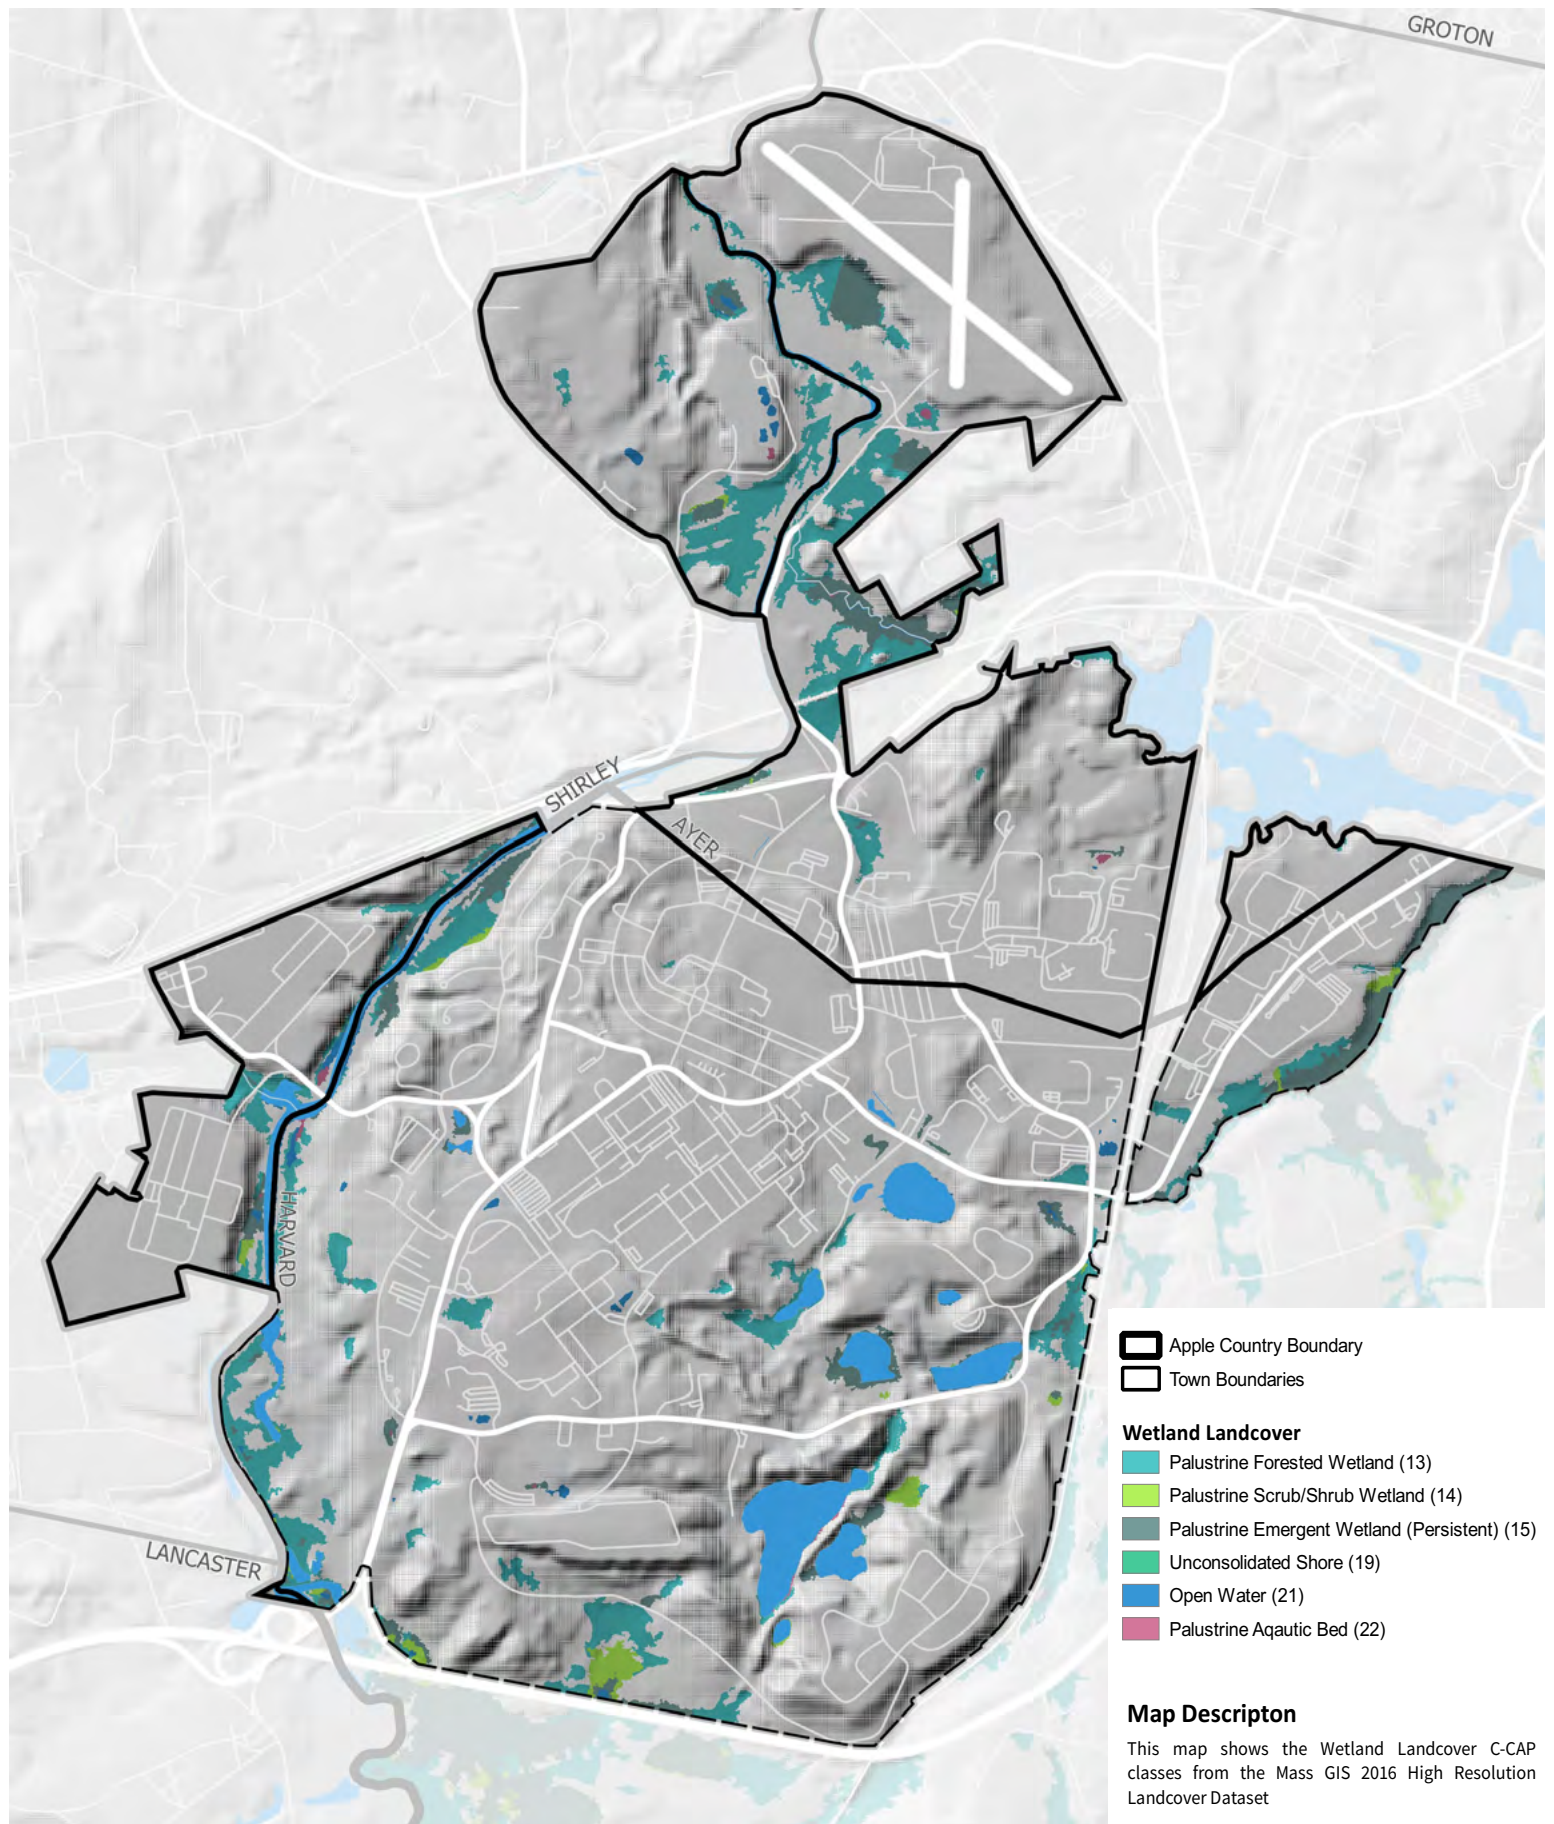 GROTON
SHIRLEY
AYER
HARVARD
LANCASTER
Apple Country Boundary
Town Boundaries
Wetland Landcover
Palustrine Forested Wetland (13)
Palustrine Scrub/Shrub Wetland (14)
Palustrine Emergent Wetland (Persistent) (15)
Unconsolidated Shore (19)
Open Water (21)
Palustrine Aqautic Bed (22)
Map Descripton
This map shows the Wetland Landcover C-CAP
classes from the Mass GIS 2016 High Resolution
Landcover Dataset